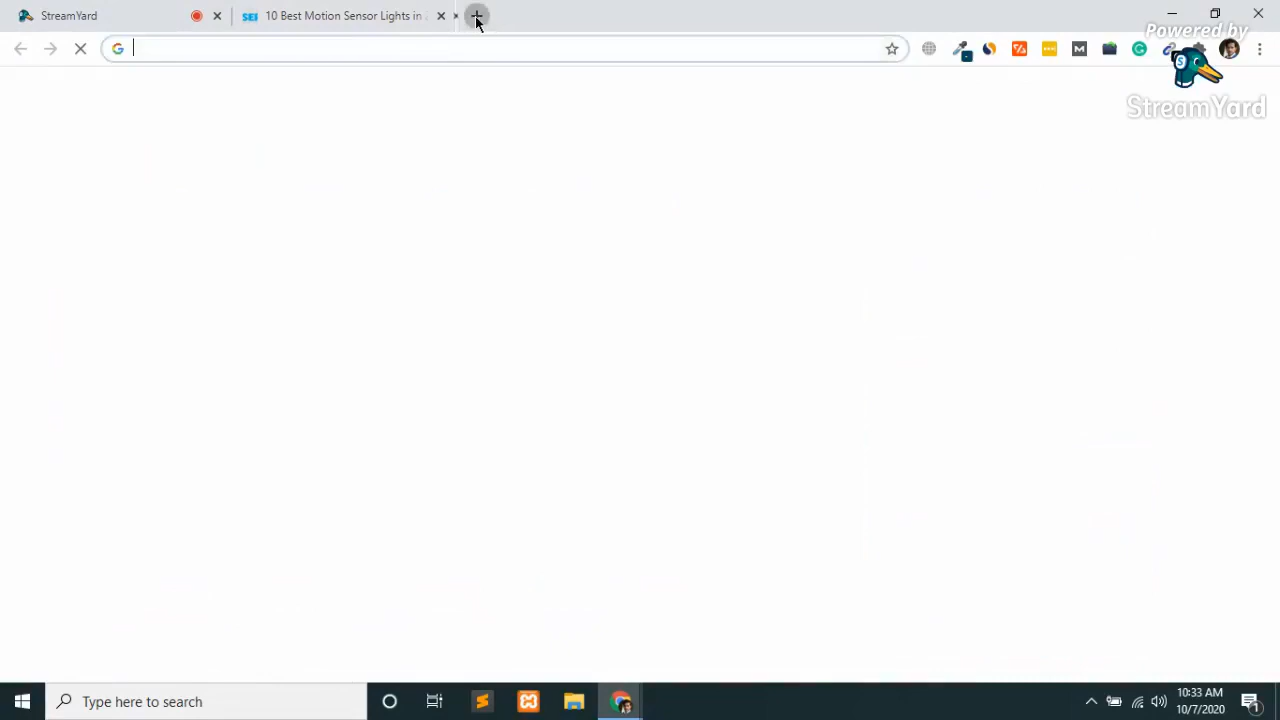 StreamYard
SEI 10 Best Motion Sensor Lights in
Powered by
StreamYard
Type here to search
10:33 AM
10/7/2020